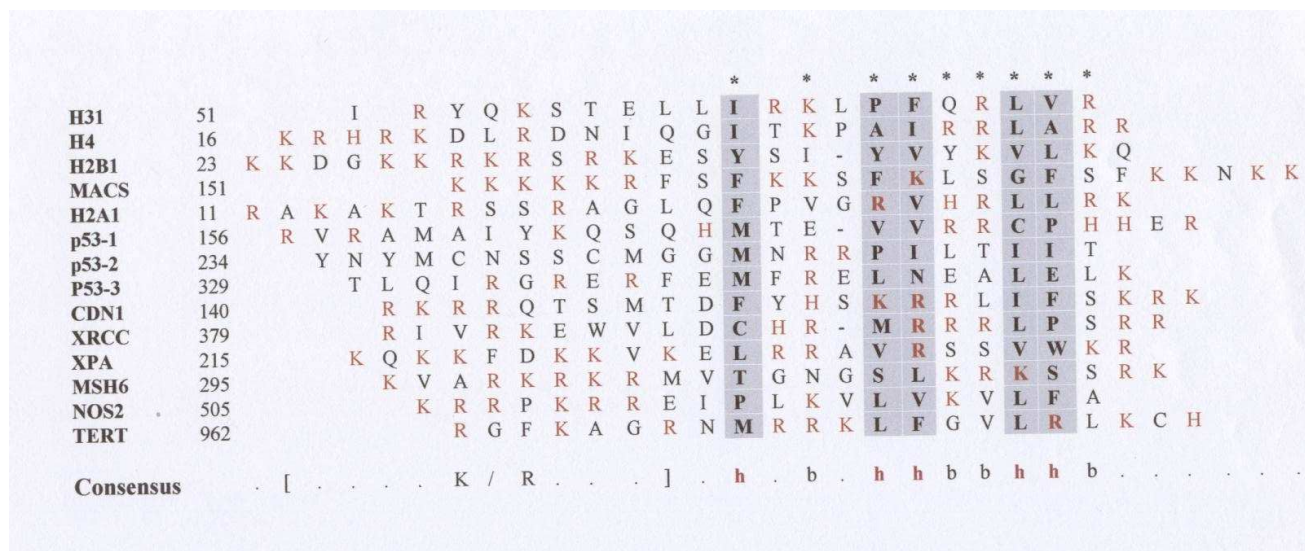 * * * * * * * * *
H31 51 I R Y Q K S T E L L I R K L P F Q R L V R
H4 16 K R H R K D L R D N I Q G I T K P A I R R L A R R
H2B1 23 K K D G K K R K R S R K E S Y S I - Y V Y K V L K Q
MACS 151 K K K K K R F S F K K S F K L S G F S F K K N K K
H2A1 11 R A K A K T R S S R A G L Q F P V G R V H R L L R K
p53-1 156 R V R A M A I Y K Q S Q H M T E - V V R R C P H H E R
p53-2 234 Y N Y M C N S S C M G G M N R R P I L T I I T
P53-3 329 T L Q I R G R E R F E M F R E L N E A L E L K
CDN1 140 R K R R Q T S M T D F Y H S K R R L I F S K R K
XRCC 379 R I V R K E W V L D C H R - M R R R L P S R R
XPA 215 K Q K K F D K K V K E L R R A V R S S V W K R
MSH6 295 K V A R K R K R M V T G N G S L K R K S S R K
NOS2 505 K R R P K R R E I P L K V L V K V L F A
TERT 962 R G F K A G R N M R R K L F G V L R L K C H
Consensus . [ . . . . K / R . . . ] . h . b . h h b b h h b . . . . . .